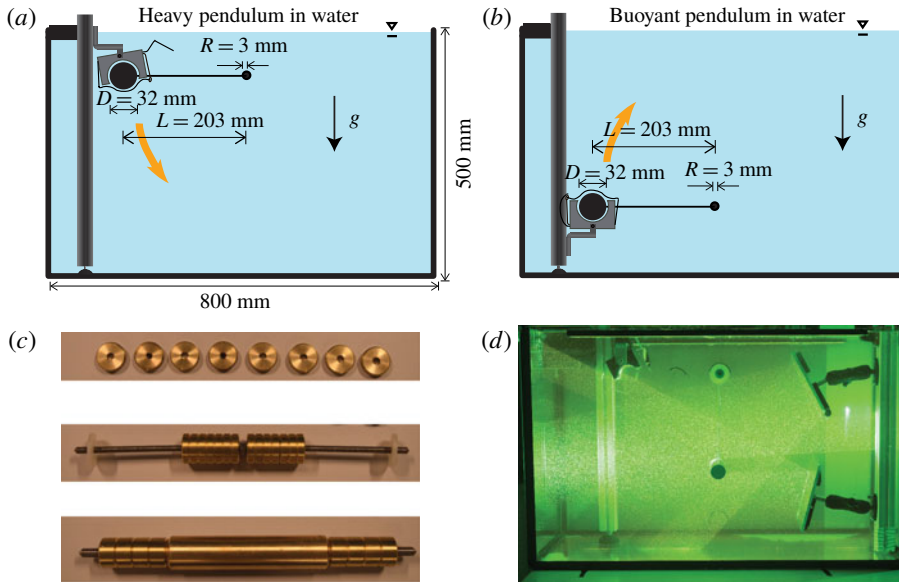 (a)
Heavy pendulum in water
R = 3 mm
D = 32 mm
L = 203 mm
g
500 mm
800 mm
(b)
Buoyant pendulum in water
g
L = 203 mm
D = 32 mm
R = 3 mm
(c)
(d)